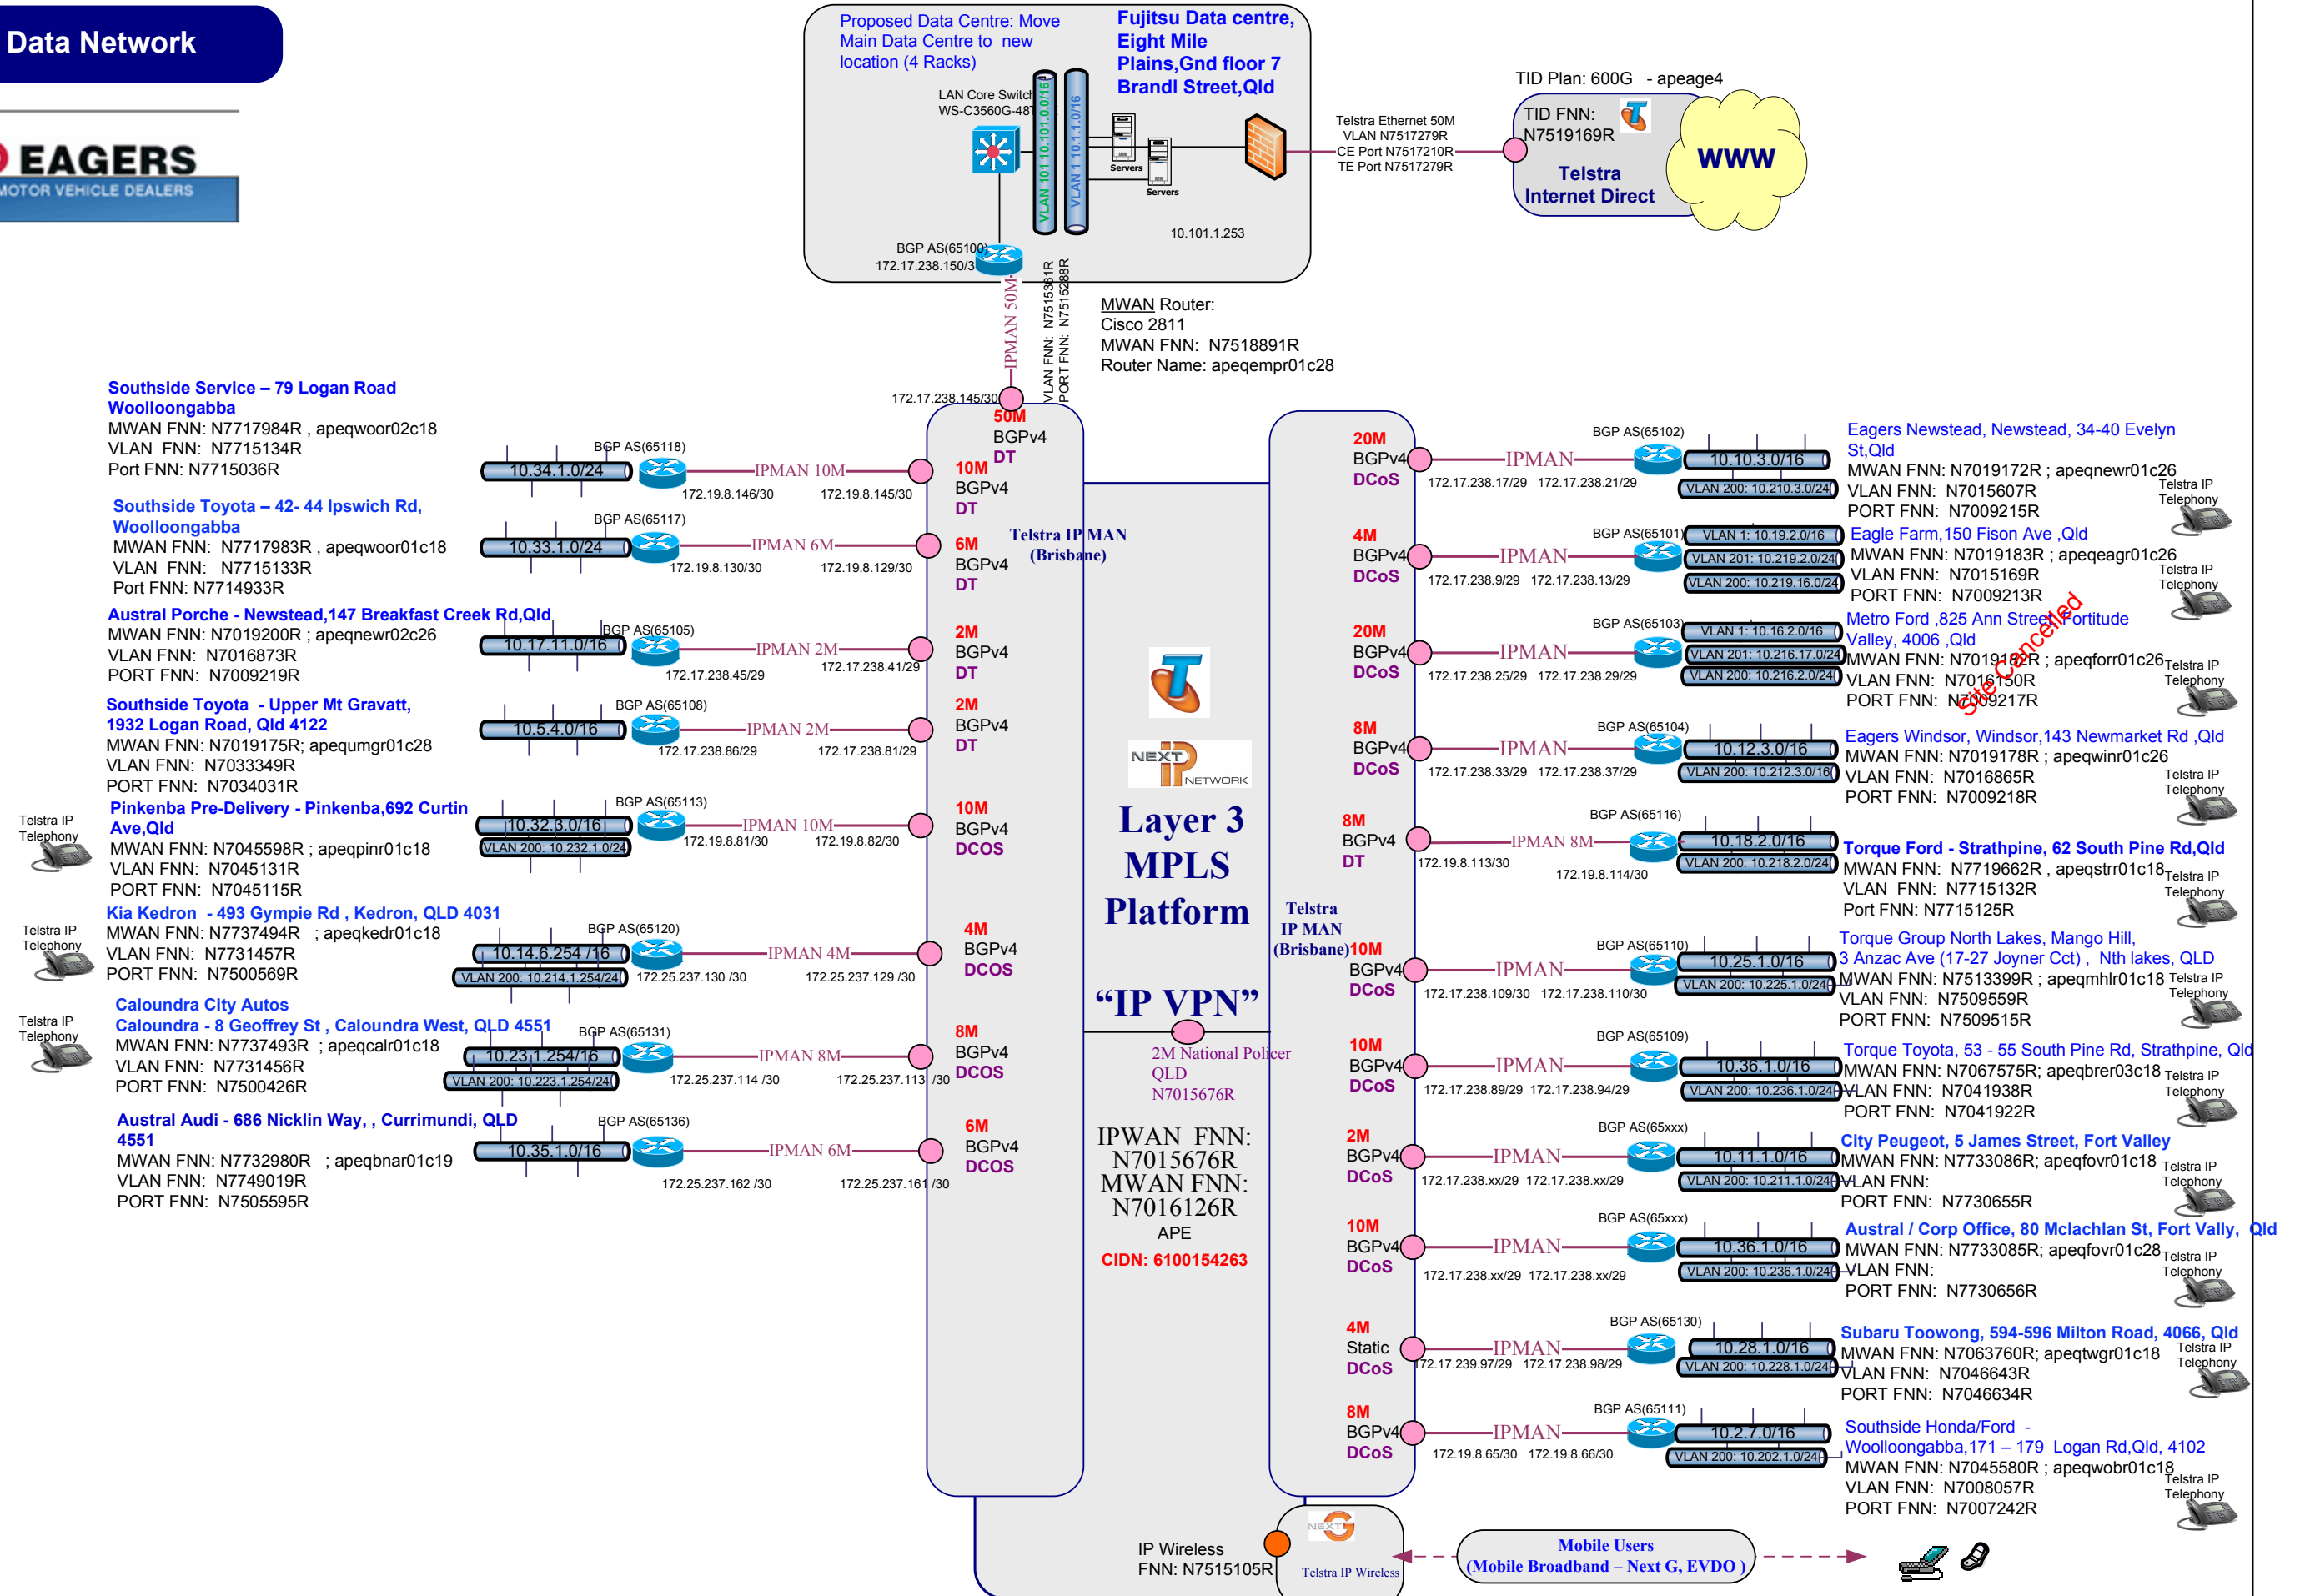 Data Network
EAGERS
MOTOR VEHICLE DEALERS
Proposed Data Centre: Move
Main Data Centre to new
location (4 Racks)
Fujitsu Data centre,
Eight Mile
Plains,Gnd floor 7
Brandl Street,Qld
LAN Core Switch
WS-C3560G-48T
VLAN 101 10.101.0.0/16
VLAN 1 10.1.1.0/16
Servers
Servers
10.101.1.253
BGP AS(65100)
172.17.238.150/3
Telstra Ethernet 50M
VLAN N7517279R
CE Port N7517210R
TE Port N7517279R
TID Plan: 600G - apeage4
TID FNN:
N7519169R
Telstra
Internet Direct
WWW
IPMAN 50M
VLAN FNN: N7515361R
PORT FNN: N7515288R
MWAN Router:
Cisco 2811
MWAN FNN: N7518891R
Router Name: apeqempr01c28
172.17.238.145/30
50M
BGPv4
DT
Southside Service – 79 Logan Road
Woolloongabba
MWAN FNN: N7717984R , apeqwoor02c18
VLAN FNN: N7715134R
Port FNN: N7715036R
10.34.1.0/24
BGP AS(65118)
IPMAN 10M
172.19.8.146/30
172.19.8.145/30
10M
BGPv4
DT
Southside Toyota – 42- 44 Ipswich Rd,
Woolloongabba
MWAN FNN: N7717983R , apeqwoor01c18
VLAN FNN: N7715133R
Port FNN: N7714933R
10.33.1.0/24
BGP AS(65117)
IPMAN 6M
172.19.8.130/30
172.19.8.129/30
6M
BGPv4
DT
Telstra IP MAN
(Brisbane)
Austral Porche - Newstead,147 Breakfast Creek Rd,Qld
MWAN FNN: N7019200R ; apeqnewr02c26
VLAN FNN: N7016873R
PORT FNN: N7009219R
10.17.11.0/16
BGP AS(65105)
IPMAN 2M
172.17.238.45/29
172.17.238.41/29
2M
BGPv4
DT
Southside Toyota - Upper Mt Gravatt,
1932 Logan Road, Qld 4122
MWAN FNN: N7019175R; apequmgr01c28
VLAN FNN: N7033349R
PORT FNN: N7034031R
10.5.4.0/16
BGP AS(65108)
IPMAN 2M
172.17.238.86/29
172.17.238.81/29
2M
BGPv4
DT
Telstra IP
Telephony
Pinkenba Pre-Delivery - Pinkenba,692 Curtin
Ave,Qld
MWAN FNN: N7045598R ; apeqpinr01c18
VLAN FNN: N7045131R
PORT FNN: N7045115R
10.32.3.0/16
VLAN 200: 10.232.1.0/24
BGP AS(65113)
IPMAN 10M
172.19.8.81/30
172.19.8.82/30
10M
BGPv4
DCOS
Telstra IP
Telephony
Kia Kedron - 493 Gympie Rd , Kedron, QLD 4031
MWAN FNN: N7737494R ; apeqkedr01c18
VLAN FNN: N7731457R
PORT FNN: N7500569R
10.14.6.254 /16
VLAN 200: 10.214.1.254/24
BGP AS(65120)
IPMAN 4M
172.25.237.130 /30
172.25.237.129 /30
4M
BGPv4
DCOS
Telstra IP
Telephony
Caloundra City Autos
Caloundra - 8 Geoffrey St , Caloundra West, QLD 4551
MWAN FNN: N7737493R ; apeqcalr01c18
VLAN FNN: N7731456R
PORT FNN: N7500426R
10.23.1.254/16
VLAN 200: 10.223.1.254/24
BGP AS(65131)
IPMAN 8M
172.25.237.114 /30
172.25.237.113 /30
8M
BGPv4
DCOS
Austral Audi - 686 Nicklin Way, , Currimundi, QLD
4551
MWAN FNN: N7732980R ; apeqbnar01c19
VLAN FNN: N7749019R
PORT FNN: N7505595R
10.35.1.0/16
BGP AS(65136)
IPMAN 6M
172.25.237.162 /30
172.25.237.161 /30
6M
BGPv4
DCOS
T
NEXT IP
NETWORK
Layer 3
MPLS
Platform
“IP VPN”
2M National Policer
QLD
N7015676R
IPWAN FNN:
N7015676R
MWAN FNN:
N7016126R
APE
CIDN: 6100154263
Telstra
IP MAN
(Brisbane)
20M
BGPv4
DCoS
IPMAN
172.17.238.17/29 172.17.238.21/29
BGP AS(65102)
10.10.3.0/16
VLAN 200: 10.210.3.0/24
Eagers Newstead, Newstead, 34-40 Evelyn
St,Qld
MWAN FNN: N7019172R ; apeqnewr01c26
VLAN FNN: N7015607R
PORT FNN: N7009215R
Telstra IP
Telephony
4M
BGPv4
DCoS
IPMAN
172.17.238.9/29 172.17.238.13/29
BGP AS(65101)
VLAN 1: 10.19.2.0/16
VLAN 201: 10.219.2.0/24
VLAN 200: 10.219.16.0/24
Eagle Farm,150 Fison Ave ,Qld
MWAN FNN: N7019183R ; apeqeagr01c26
VLAN FNN: N7015169R
PORT FNN: N7009213R
Telstra IP
Telephony
20M
BGPv4
DCoS
IPMAN
172.17.238.25/29 172.17.238.29/29
BGP AS(65103)
VLAN 1: 10.16.2.0/16
VLAN 201: 10.216.17.0/24
VLAN 200: 10.216.2.0/24
Metro Ford ,825 Ann Street Fortitude
Valley, 4006 ,Qld
MWAN FNN: N7019182R ; apeqforr01c26
VLAN FNN: N7016150R
PORT FNN: N7009217R
Site Cancelled
Telstra IP
Telephony
8M
BGPv4
DCoS
IPMAN
172.17.238.33/29 172.17.238.37/29
BGP AS(65104)
10.12.3.0/16
VLAN 200: 10.212.3.0/16
Eagers Windsor, Windsor,143 Newmarket Rd ,Qld
MWAN FNN: N7019178R ; apeqwinr01c26
VLAN FNN: N7016865R
PORT FNN: N7009218R
Telstra IP
Telephony
8M
BGPv4
DT
IPMAN 8M
172.19.8.113/30
172.19.8.114/30
BGP AS(65116)
10.18.2.0/16
VLAN 200: 10.218.2.0/24
Torque Ford - Strathpine, 62 South Pine Rd,Qld
MWAN FNN: N7719662R , apeqstrr01c18
VLAN FNN: N7715132R
Port FNN: N7715125R
Telstra IP
Telephony
10M
BGPv4
DCoS
IPMAN
172.17.238.109/30 172.17.238.110/30
BGP AS(65110)
10.25.1.0/16
VLAN 200: 10.225.1.0/24
Torque Group North Lakes, Mango Hill,
3 Anzac Ave (17-27 Joyner Cct) , Nth lakes, QLD
MWAN FNN: N7513399R ; apeqmhlr01c18
VLAN FNN: N7509559R
PORT FNN: N7509515R
Telstra IP
Telephony
10M
BGPv4
DCoS
IPMAN
172.17.238.89/29 172.17.238.94/29
BGP AS(65109)
10.36.1.0/16
VLAN 200: 10.236.1.0/24
Torque Toyota, 53 - 55 South Pine Rd, Strathpine, Qld
MWAN FNN: N7067575R; apeqbrer03c18
VLAN FNN: N7041938R
PORT FNN: N7041922R
Telstra IP
Telephony
2M
BGPv4
DCoS
IPMAN
172.17.238.xx/29 172.17.238.xx/29
BGP AS(65xxx)
10.11.1.0/16
VLAN 200: 10.211.1.0/24
City Peugeot, 5 James Street, Fort Valley
MWAN FNN: N7733086R; apeqfovr01c18
VLAN FNN:
PORT FNN: N7730655R
Telstra IP
Telephony
10M
BGPv4
DCoS
IPMAN
172.17.238.xx/29 172.17.238.xx/29
BGP AS(65xxx)
10.36.1.0/16
VLAN 200: 10.236.1.0/24
Austral / Corp Office, 80 Mclachlan St, Fort Vally, Qld
MWAN FNN: N7733085R; apeqfovr01c28
VLAN FNN:
PORT FNN: N7730656R
Telstra IP
Telephony
4M
Static
DCoS
IPMAN
172.17.239.97/29 172.17.238.98/29
BGP AS(65130)
10.28.1.0/16
VLAN 200: 10.228.1.0/24
Subaru Toowong, 594-596 Milton Road, 4066, Qld
MWAN FNN: N7063760R; apeqtwgr01c18
VLAN FNN: N7046643R
PORT FNN: N7046634R
Telstra IP
Telephony
8M
BGPv4
DCoS
IPMAN
172.19.8.65/30 172.19.8.66/30
BGP AS(65111)
10.2.7.0/16
VLAN 200: 10.202.1.0/24
Southside Honda/Ford -
Woolloongabba,171 – 179 Logan Rd,Qld, 4102
MWAN FNN: N7045580R ; apeqwobr01c18
VLAN FNN: N7008057R
PORT FNN: N7007242R
Telstra IP
Telephony
IP Wireless
FNN: N7515105R
NEXT G
Telstra IP Wireless
Mobile Users
(Mobile Broadband – Next G, EVDO )